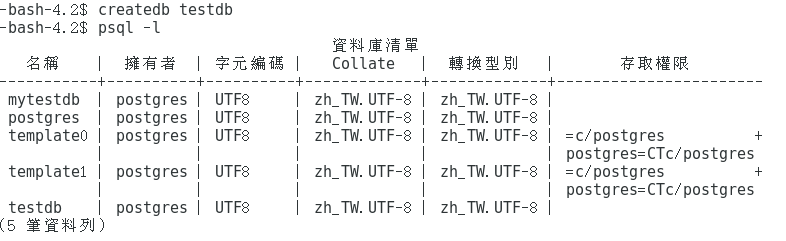 -bash-4.2$ createdb testdb
-bash-4.2$ psql -l
資料庫清單
名稱 | 擁有者 | 字元編碼 | Collate | 轉換型別 | 存取權限
-----------+----------+----------+-------------+-------------+-----------------------
mytestdb | postgres | UTF8 | zh_TW.UTF-8 | zh_TW.UTF-8 |
postgres | postgres | UTF8 | zh_TW.UTF-8 | zh_TW.UTF-8 |
template0 | postgres | UTF8 | zh_TW.UTF-8 | zh_TW.UTF-8 | =c/postgres +
| | | | | postgres=CTc/postgres
template1 | postgres | UTF8 | zh_TW.UTF-8 | zh_TW.UTF-8 | =c/postgres +
| | | | | postgres=CTc/postgres
testdb | postgres | UTF8 | zh_TW.UTF-8 | zh_TW.UTF-8 |
(5 筆資料列)